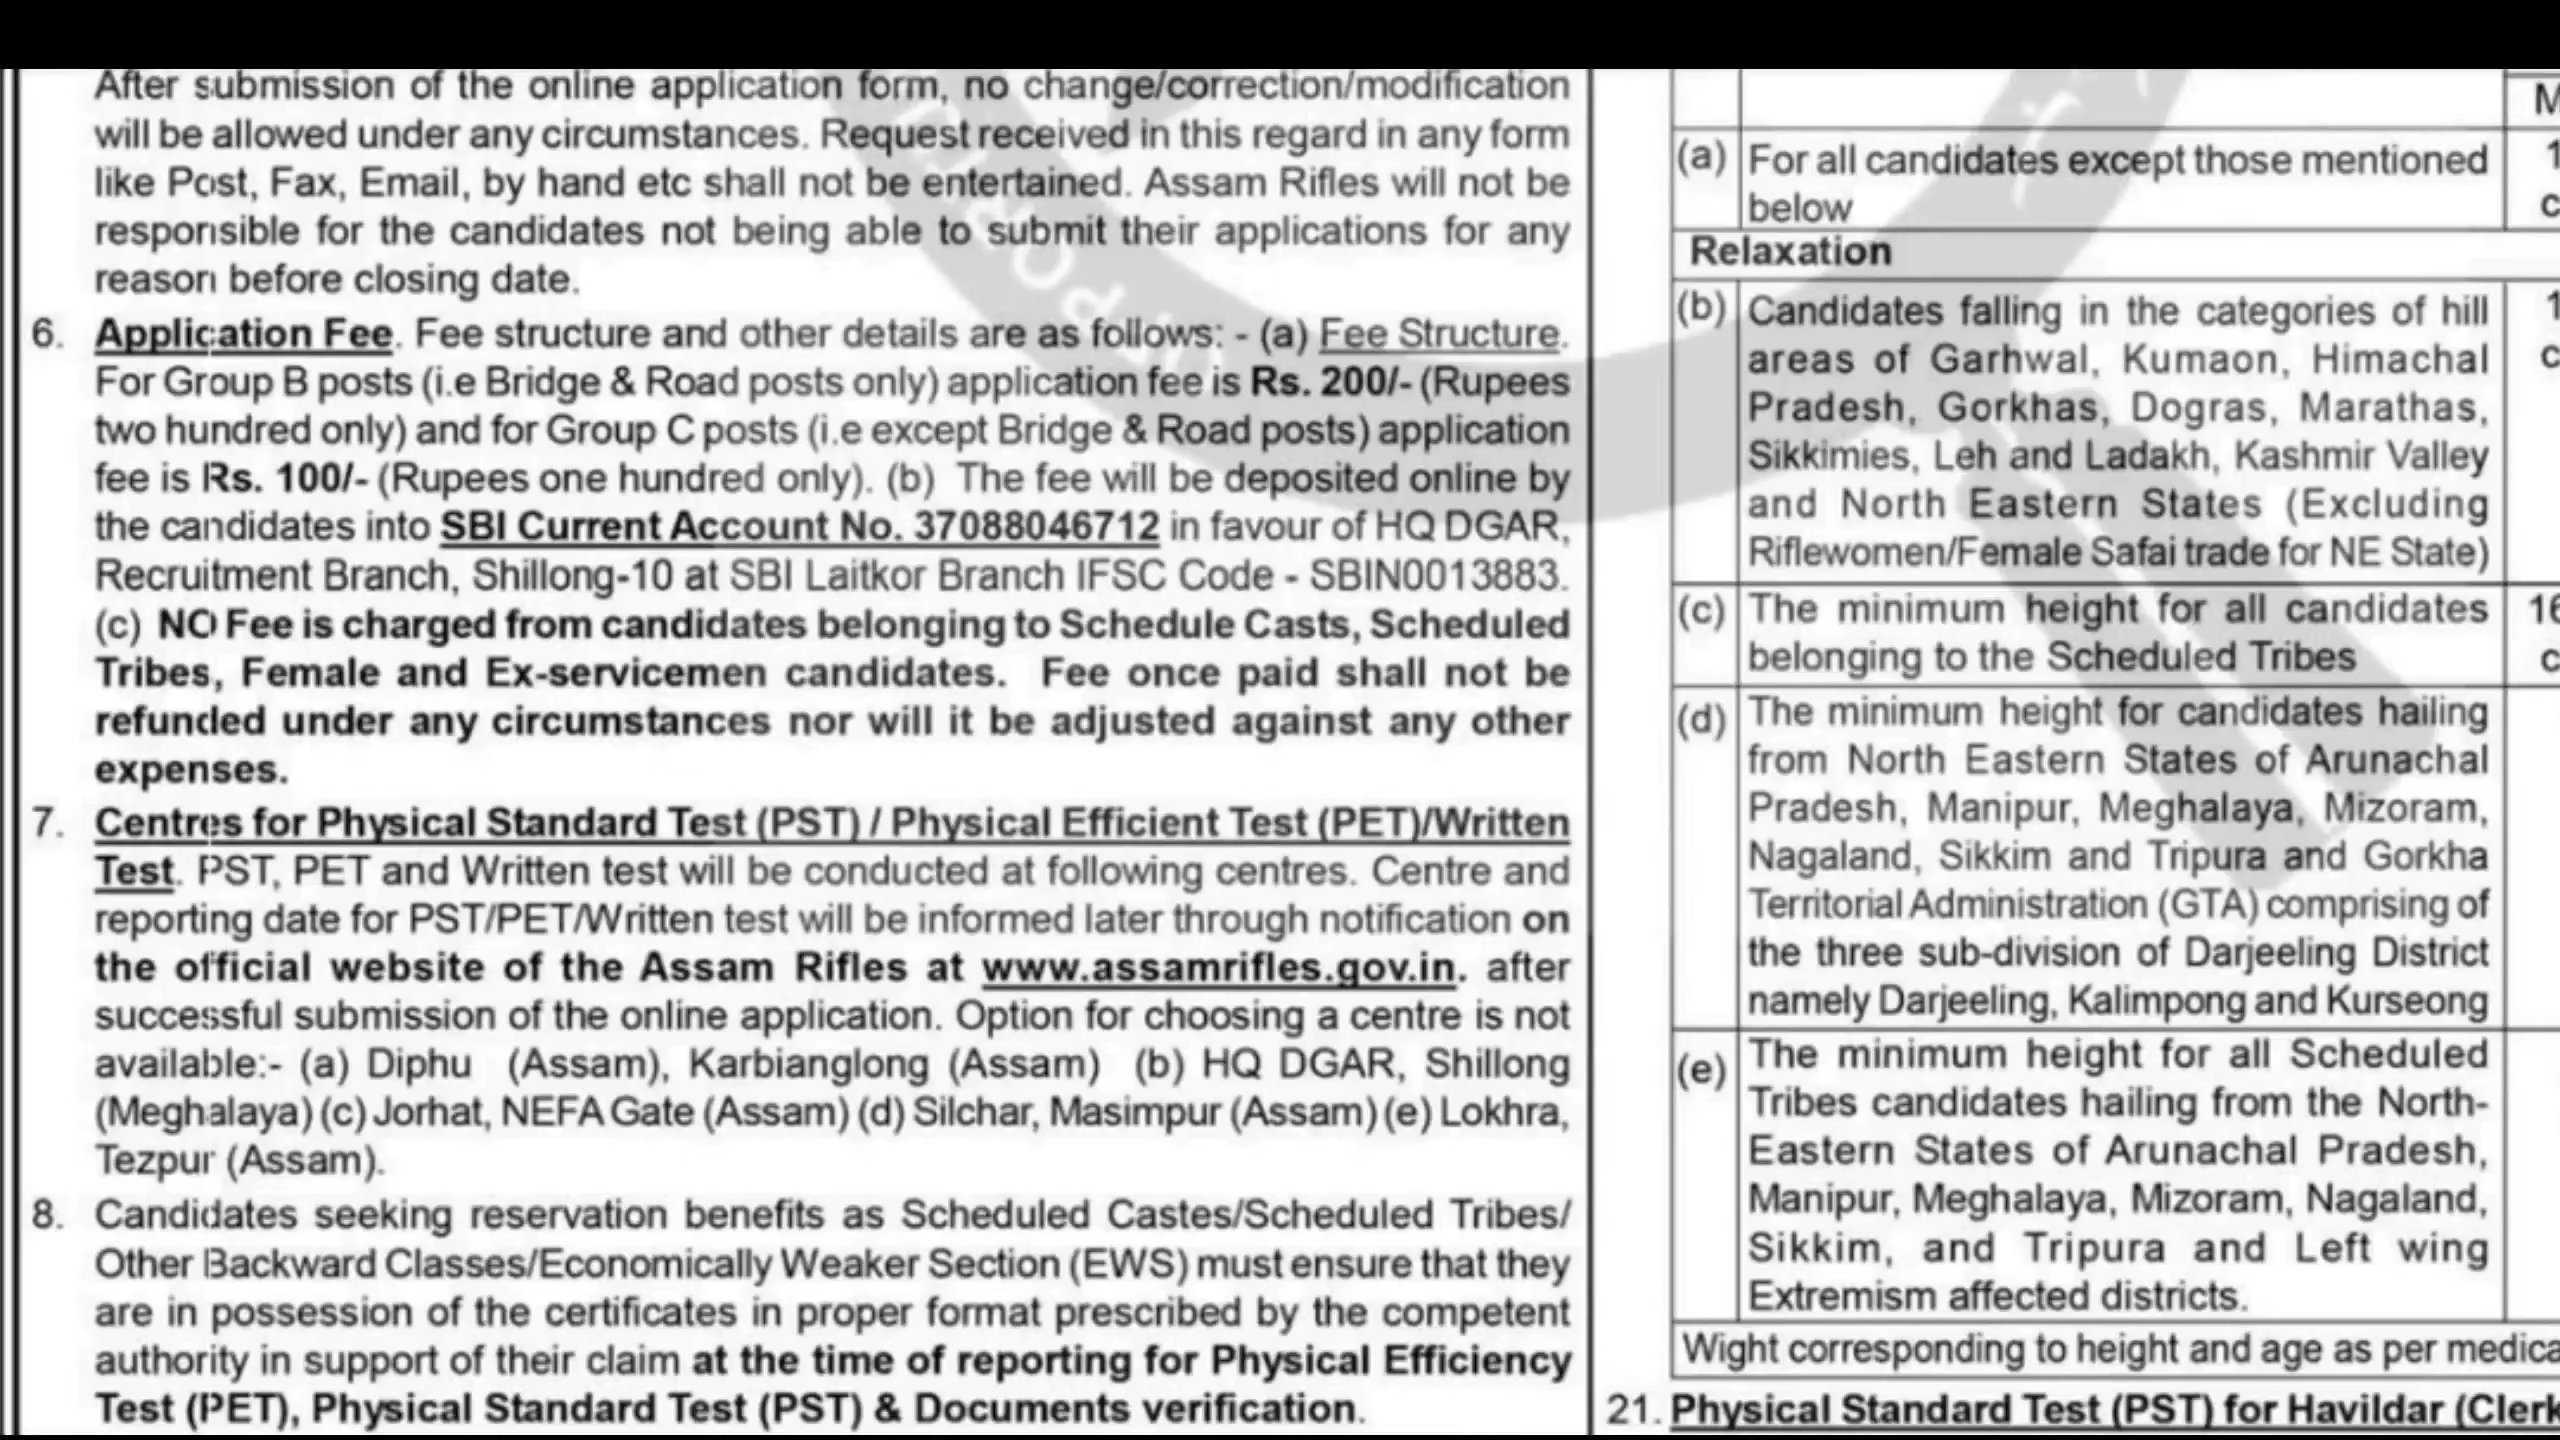 After submission of the online application form, no change/correction/modification
will be allowed under any circumstances. Request received in this regard in any form
like Post, Fax, Email, by hand etc shall not be entertained. Assam Rifles will not be
responsible for the candidates not being able to submit their applications for any
reason before closing date.
6. Application Fee. Fee structure and other details are as follows: - (a) Fee Structure.
For Group B posts (i.e Bridge & Road posts only) application fee is Rs. 200/- (Rupees
two hundred only) and for Group C posts (i.e except Bridge & Road posts) application
fee is Rs. 100/- (Rupees one hundred only). (b) The fee will be deposited online by
the candidates into SBI Current Account No. 37088046712 in favour of HQ DGAR,
Recruitment Branch, Shillong-10 at SBI Laitkor Branch IFSC Code - SBIN0013883.
(c) NO Fee is charged from candidates belonging to Schedule Casts, Scheduled
Tribes, Female and Ex-servicemen candidates. Fee once paid shall not be
refunded under any circumstances nor will it be adjusted against any other
expenses.
7. Centres for Physical Standard Test (PST) / Physical Efficient Test (PET)/Written
Test. PST, PET and Written test will be conducted at following centres. Centre and
reporting date for PST/PET/Written test will be informed later through notification on
the official website of the Assam Rifles at www.assamrifles.gov.in. after
successful submission of the online application. Option for choosing a centre is not
available:- (a) Diphu (Assam), Karbianglong (Assam) (b) HQ DGAR, Shillong
(Meghalaya) (c) Jorhat, NEFA Gate (Assam) (d) Silchar, Masimpur (Assam) (e) Lokhra,
Tezpur (Assam).
8. Candidates seeking reservation benefits as Scheduled Castes/Scheduled Tribes/
Other Backward Classes/Economically Weaker Section (EWS) must ensure that they
are in possession of the certificates in proper format prescribed by the competent
authority in support of their claim at the time of reporting for Physical Efficiency
Test (PET), Physical Standard Test (PST) & Documents verification.
M
(a) For all candidates except those mentioned 1
below c
Relaxation
(b) Candidates falling in the categories of hill 1
areas of Garhwal, Kumaon, Himachal c
Pradesh, Gorkhas, Dogras, Marathas,
Sikkimies, Leh and Ladakh, Kashmir Valley
and North Eastern States (Excluding
Riflewomen/Female Safai trade for NE State)
(c) The minimum height for all candidates 16
belonging to the Scheduled Tribes c
(d) The minimum height for candidates hailing
from North Eastern States of Arunachal
Pradesh, Manipur, Meghalaya, Mizoram,
Nagaland, Sikkim and Tripura and Gorkha
Territorial Administration (GTA) comprising of
the three sub-division of Darjeeling District
namely Darjeeling, Kalimpong and Kurseong
(e) The minimum height for all Scheduled
Tribes candidates hailing from the North-
Eastern States of Arunachal Pradesh,
Manipur, Meghalaya, Mizoram, Nagaland,
Sikkim, and Tripura and Left wing
Extremism affected districts.
Wight corresponding to height and age as per medica
21. Physical Standard Test (PST) for Havildar (Clerk